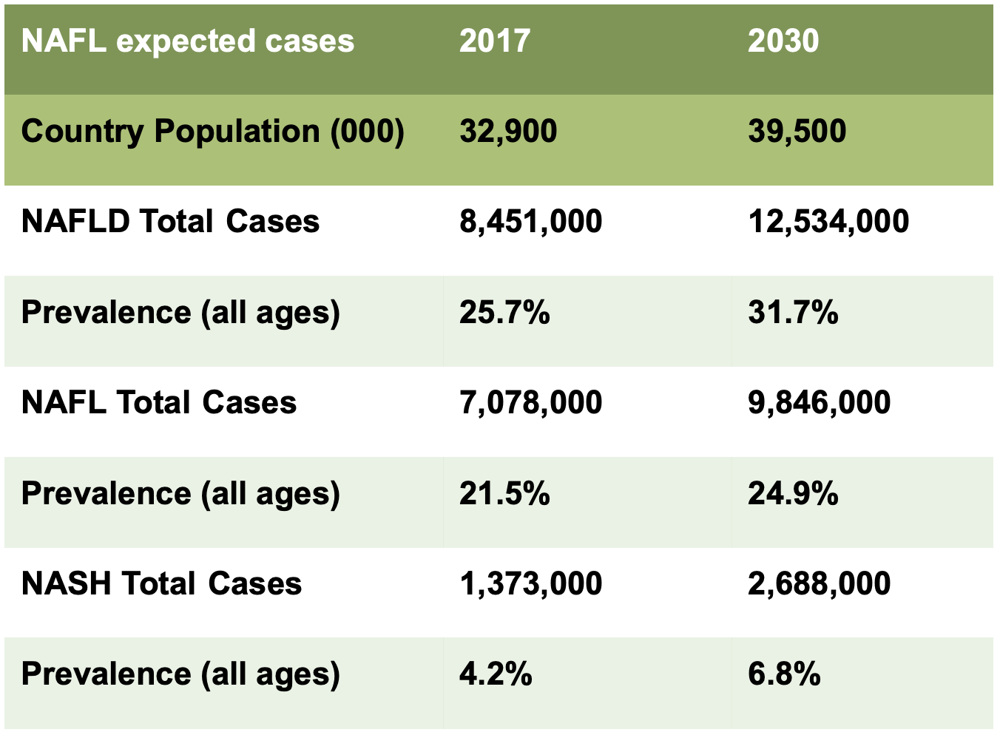 NAFL expected cases 2017 2030
Country Population (000) 32,900 39,500
NAFLD Total Cases 8,451,000 12,534,000
Prevalence (all ages) 25.7% 31.7%
NAFL Total Cases 7,078,000 9,846,000
Prevalence (all ages) 21.5% 24.9%
NASH Total Cases 1,373,000 2,688,000
Prevalence (all ages) 4.2% 6.8%